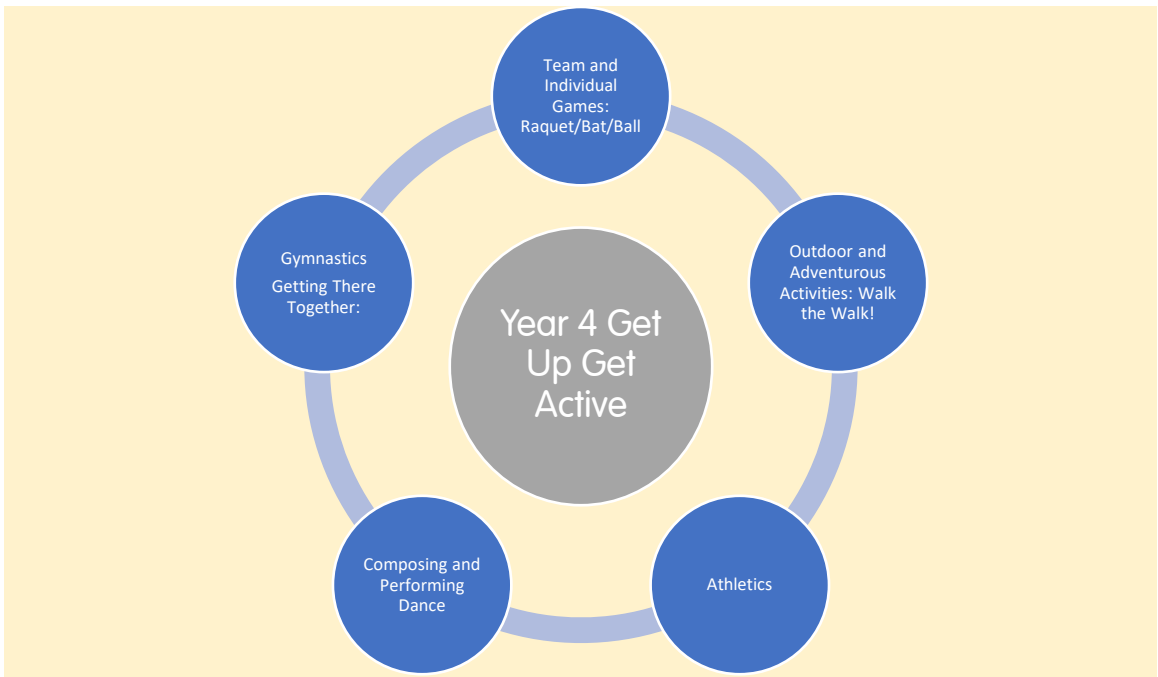 Team and
Individual
Games:
Raquet/Bat/Ball
Outdoor and
Adventurous
Activities: Walk
the Walk!
Athletics
Composing and
Performing
Dance
Gymnastics
Getting There
Together:
Year 4 Get
Up Get
Active